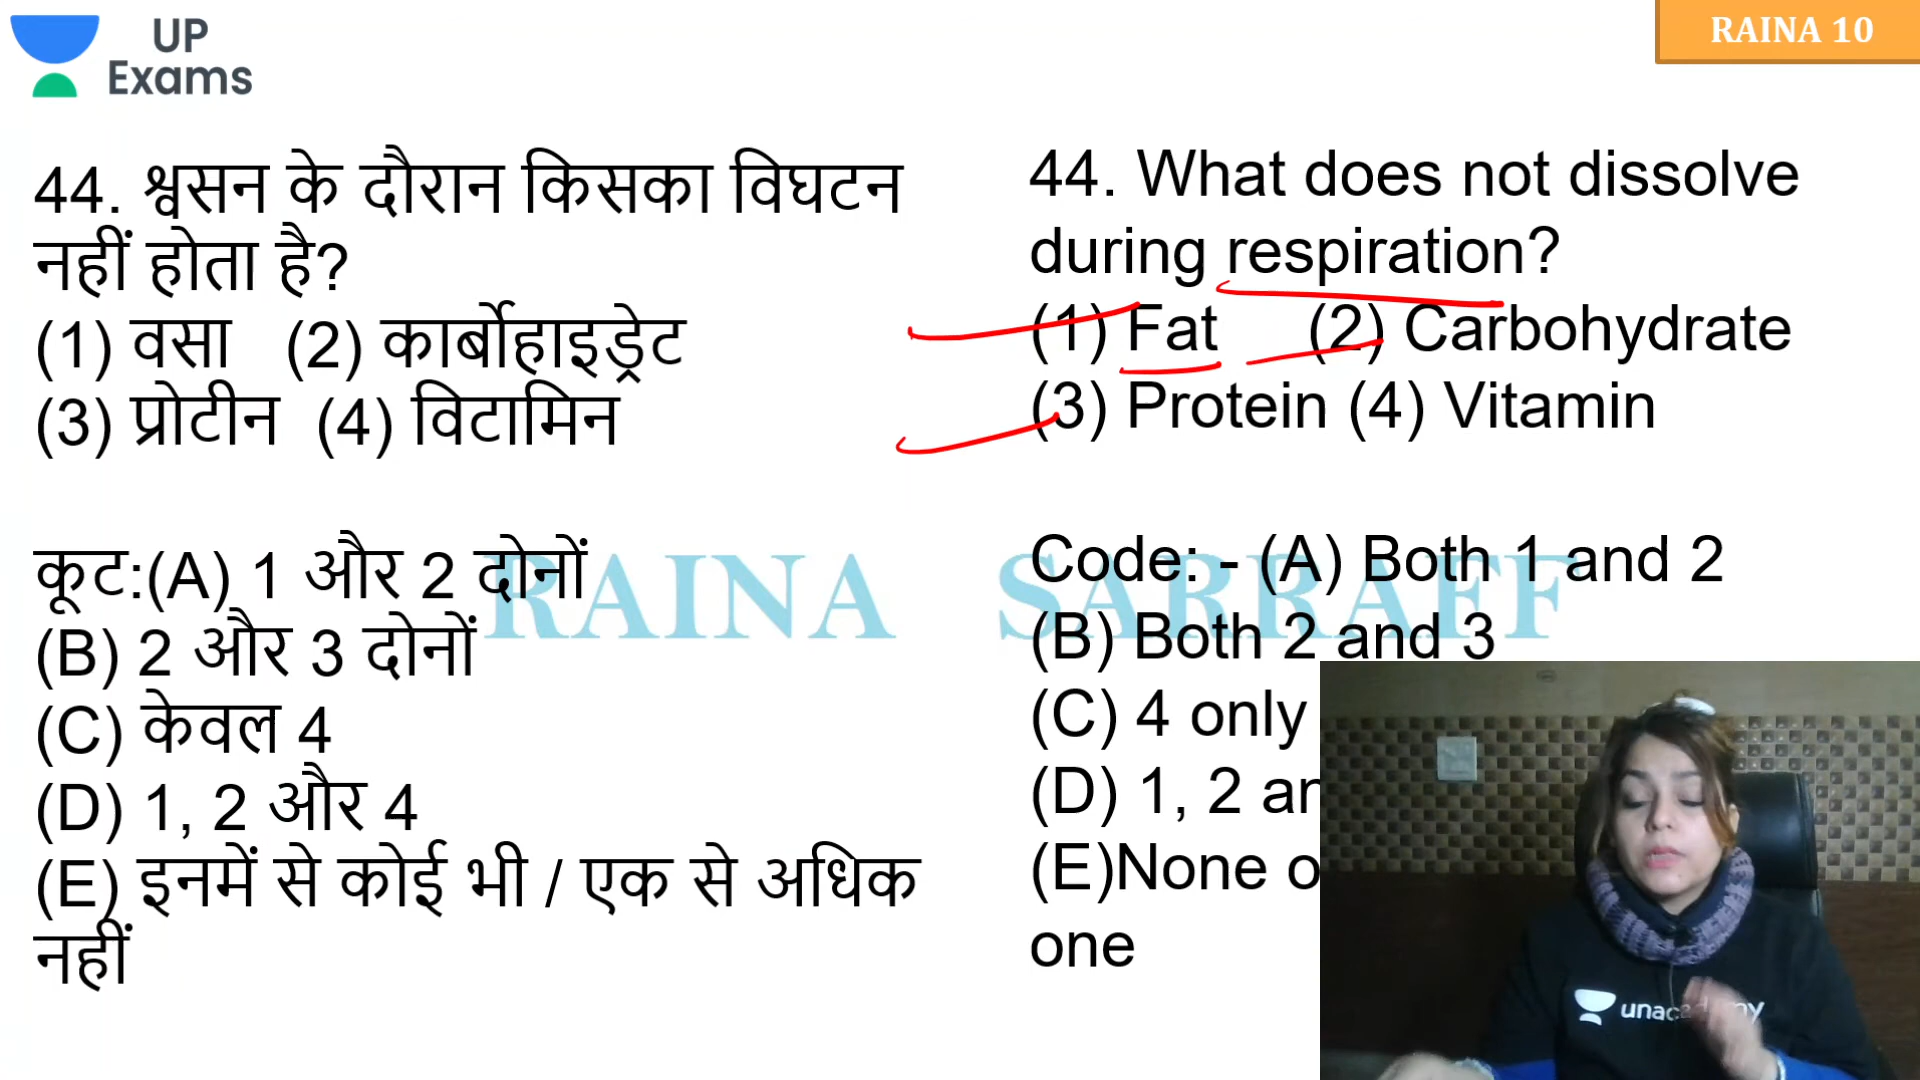 UP
Exams
RAINA 10
44. श्वसन के दौरान किसका विघटन
नहीं होता है?
(1) वसा (2) कार्बोहाइड्रेट
(3) प्रोटीन (4) विटामिन
कूट:(A) 1 और 2 दोनों
(B) 2 और 3 दोनों
(C) केवल 4
(D) 1, 2 और 4
(E) इनमें से कोई भी / एक से अधिक
नहीं
44. What does not dissolve
during respiration?
(1) Fat (2) Carbohydrate
(3) Protein (4) Vitamin
Code: - (A) Both 1 and 2
(B) Both 2 and 3
(C) 4 only
(D) 1, 2
(E)None
one
RAINA SARRAFF